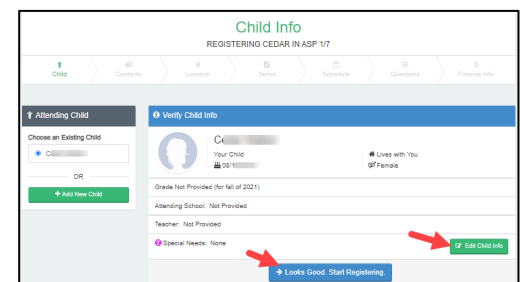 Child Info
REGISTERING CEDAR IN ASP 1/7
Child
Contacts
Location
Terms
Schedule
Questions
Finance Info
Attending Child
Choose an Existing Child
C
OR
+ Add New Child
Verify Child Info
Ce
Your Child
08/1
Lives with You
Female
Grade Not Provided (for fall of 2021)
Attending School: Not Provided
Teacher: Not Provided
Special Needs: None
Edit Child Info
Looks Good. Start Registering.